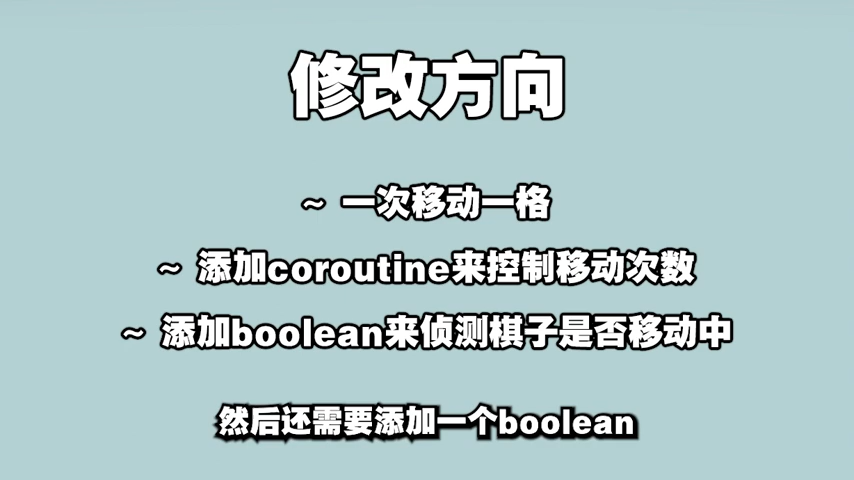 修改方向
~ 一次移动一格
~ 添加coroutine来控制移动次数
~ 添加boolean来侦测棋子是否移动中
然后还需要添加一个boolean